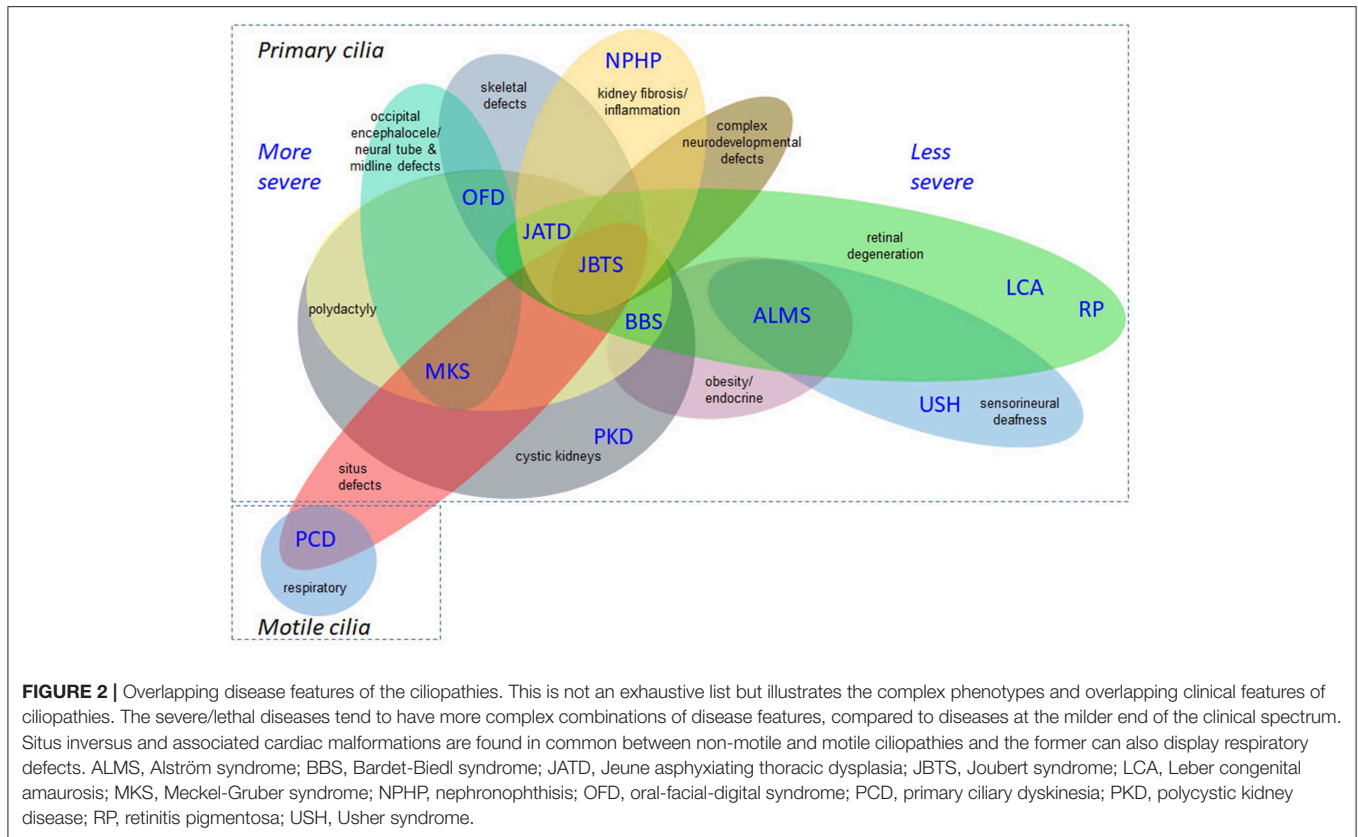 Primary cilia
NPHP
skeletal
defects
kidney fibrosis/
inflammation
occipital
encephalocele/
neural tube &
midline defects
complex
neurodevelopmental
defects
More
severe
Less
severe
OFD
JATD
retinal
degeneration
JBTS
LCA
RP
polydactyly
BBS
ALMS
MKS
obesity/
endocrine
USH
sensorineural
deafness
PKD
cystic kidneys
situs
defects
PCD
respiratory
Motile cilia
FIGURE 2 | Overlapping disease features of the ciliopathies. This is not an exhaustive list but illustrates the complex phenotypes and overlapping clinical features of
ciliopathies. The severe/lethal diseases tend to have more complex combinations of disease features, compared to diseases at the milder end of the clinical spectrum.
Situs inversus and associated cardiac malformations are found in common between non-motile and motile ciliopathies and the former can also display respiratory
defects. ALMS, Alström syndrome; BBS, Bardet-Biedl syndrome; JATD, Jeune asphyxiating thoracic dysplasia; JBTS, Joubert syndrome; LCA, Leber congenital
amaurosis; MKS, Meckel-Gruber syndrome; NPHP, nephronophthisis; OFD, oral-facial-digital syndrome; PCD, primary ciliary dyskinesia; PKD, polycystic kidney
disease; RP, retinitis pigmentosa; USH, Usher syndrome.